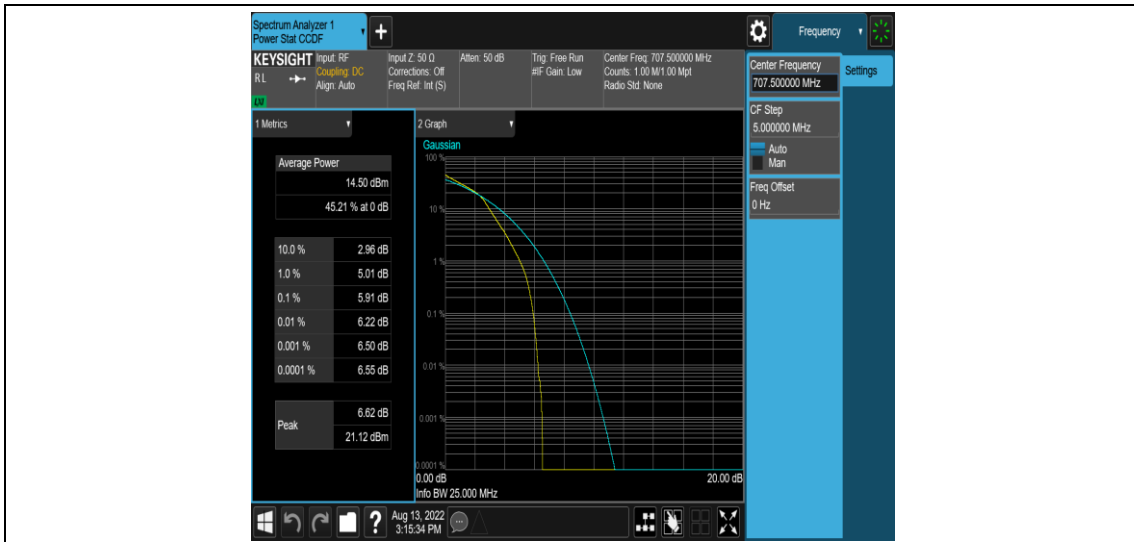 Spectrum Analyzer 1
Power Stat CCDF
Frequency
KEYSIGHT
RL
LXI
Input: RF
Coupling: DC
Align: Auto
Input Z: 50 Ω
Corrections: Off
Freq Ref: Int (S)
Atten: 50 dB
Trig: Free Run
#IF Gain: Low
Center Freq: 707.500000 MHz
Counts: 1.00 M/1.00 Mpt
Radio Std: None
Center Frequency
707.500000 MHz
Settings
CF Step
5.000000 MHz
Auto
Man
Freq Offset
0 Hz
1 Metrics
Average Power
14.50 dBm
45.21 % at 0 dB
10.0 % 2.96 dB
1.0 % 5.01 dB
0.1 % 5.91 dB
0.01 % 6.22 dB
0.001 % 6.50 dB
0.0001 % 6.55 dB
Peak 6.62 dB
21.12 dBm
2 Graph
Gaussian
100 %
10 %
1 %
0.1 %
0.01 %
0.001 %
0.0001 %
0.00 dB 20.00 dB
Info BW 25.000 MHz
Aug 13, 2022
3:15:34 PM